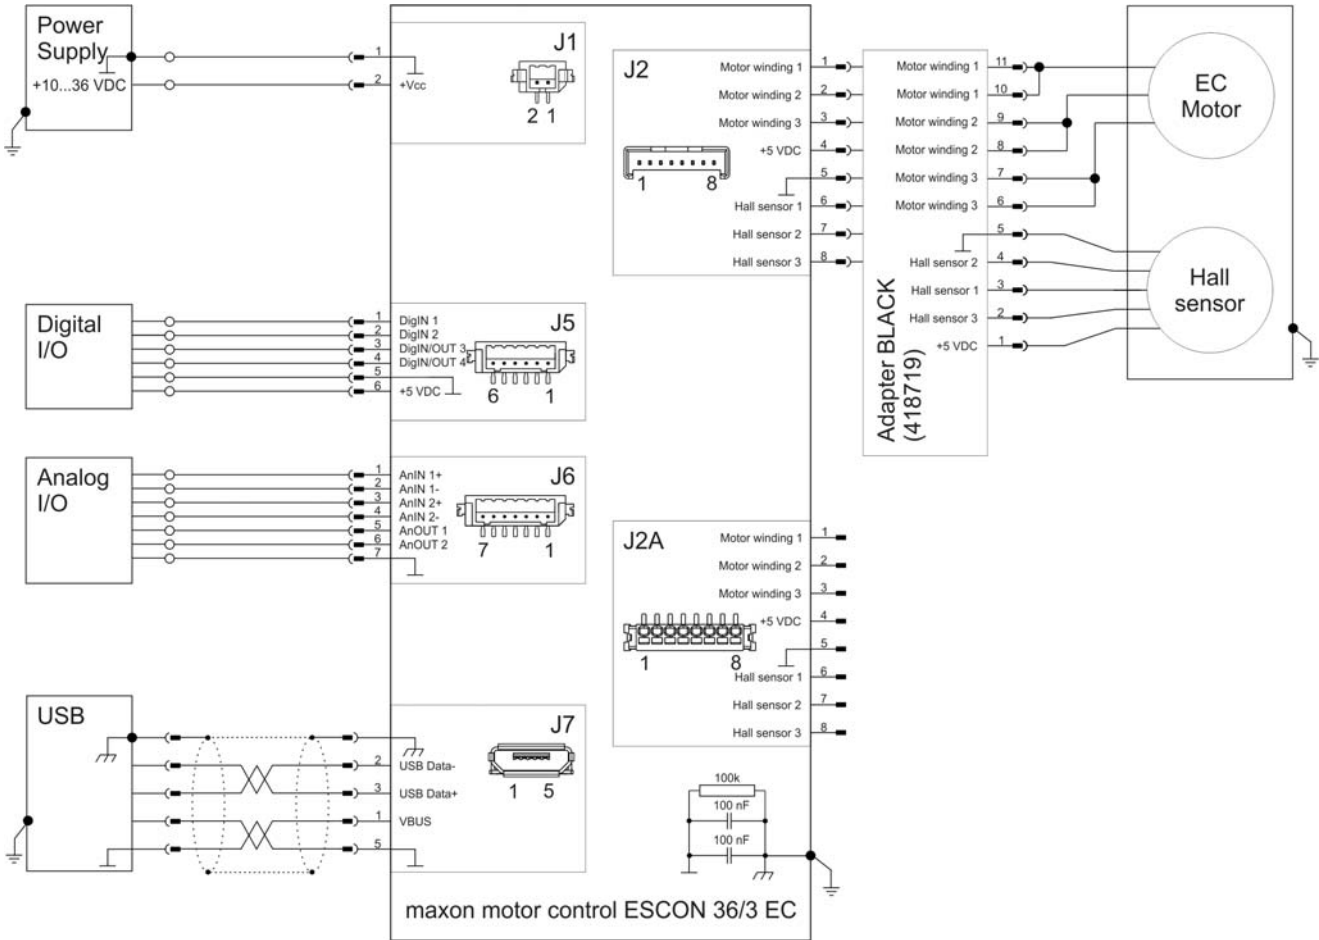 Power
Supply
+10...36 VDC
1
2
+Vcc
J1
2 1
Digital
I/O
1
2
3
4
5
6
DigIN 1
DigIN 2
DigIN/OUT 3
DigIN/OUT 4
+5 VDC
J5
6 1
Analog
I/O
1
2
3
4
5
6
7
AnIN 1+
AnIN 1-
AnIN 2+
AnIN 2-
AnOUT 1
AnOUT 2
J6
7 1
USB
2
3
1
5
USB Data-
USB Data+
VBUS
J7
1 5
J2
1 8
Motor winding 1 1
Motor winding 2 2
Motor winding 3 3
+5 VDC 4
5
Hall sensor 1 6
Hall sensor 2 7
Hall sensor 3 8
Motor winding 1 11
Motor winding 1 10
Motor winding 2 9
Motor winding 2 8
Motor winding 3 7
Motor winding 3 6
5
Hall sensor 2 4
Hall sensor 1 3
Hall sensor 3 2
+5 VDC 1
Adapter BLACK
(418719)
EC
Motor
Hall
sensor
J2A
1 8
Motor winding 1 1
Motor winding 2 2
Motor winding 3 3
+5 VDC 4
5
Hall sensor 1 6
Hall sensor 2 7
Hall sensor 3 8
100k
100 nF
100 nF
maxon motor control ESCON 36/3 EC